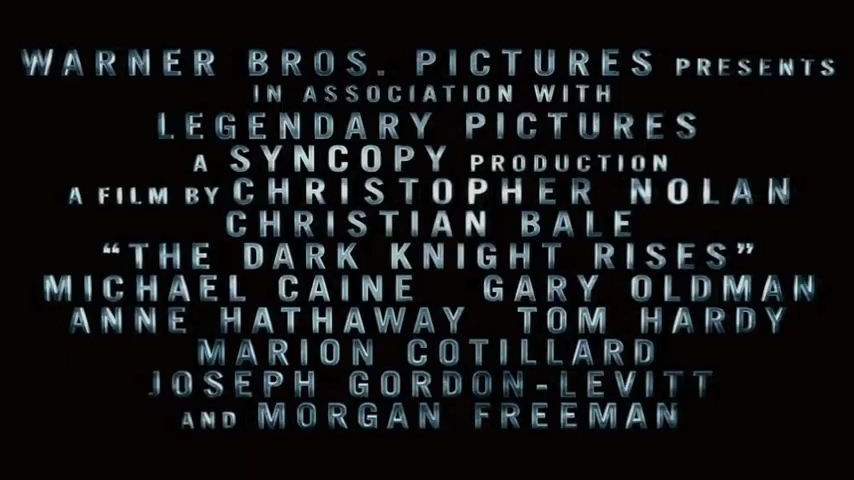 WARNER BROS. PICTURES PRESENTS
IN ASSOCIATION WITH
LEGENDARY PICTURES
A SYNCOPY PRODUCTION
A FILM BY CHRISTOPHER NOLAN
CHRISTIAN BALE
“THE DARK KNIGHT RISES”
MICHAEL CAINE GARY OLDMAN
ANNE HATHAWAY TOM HARDY
MARION COTILLARD
JOSEPH GORDON-LEVITT
AND MORGAN FREEMAN